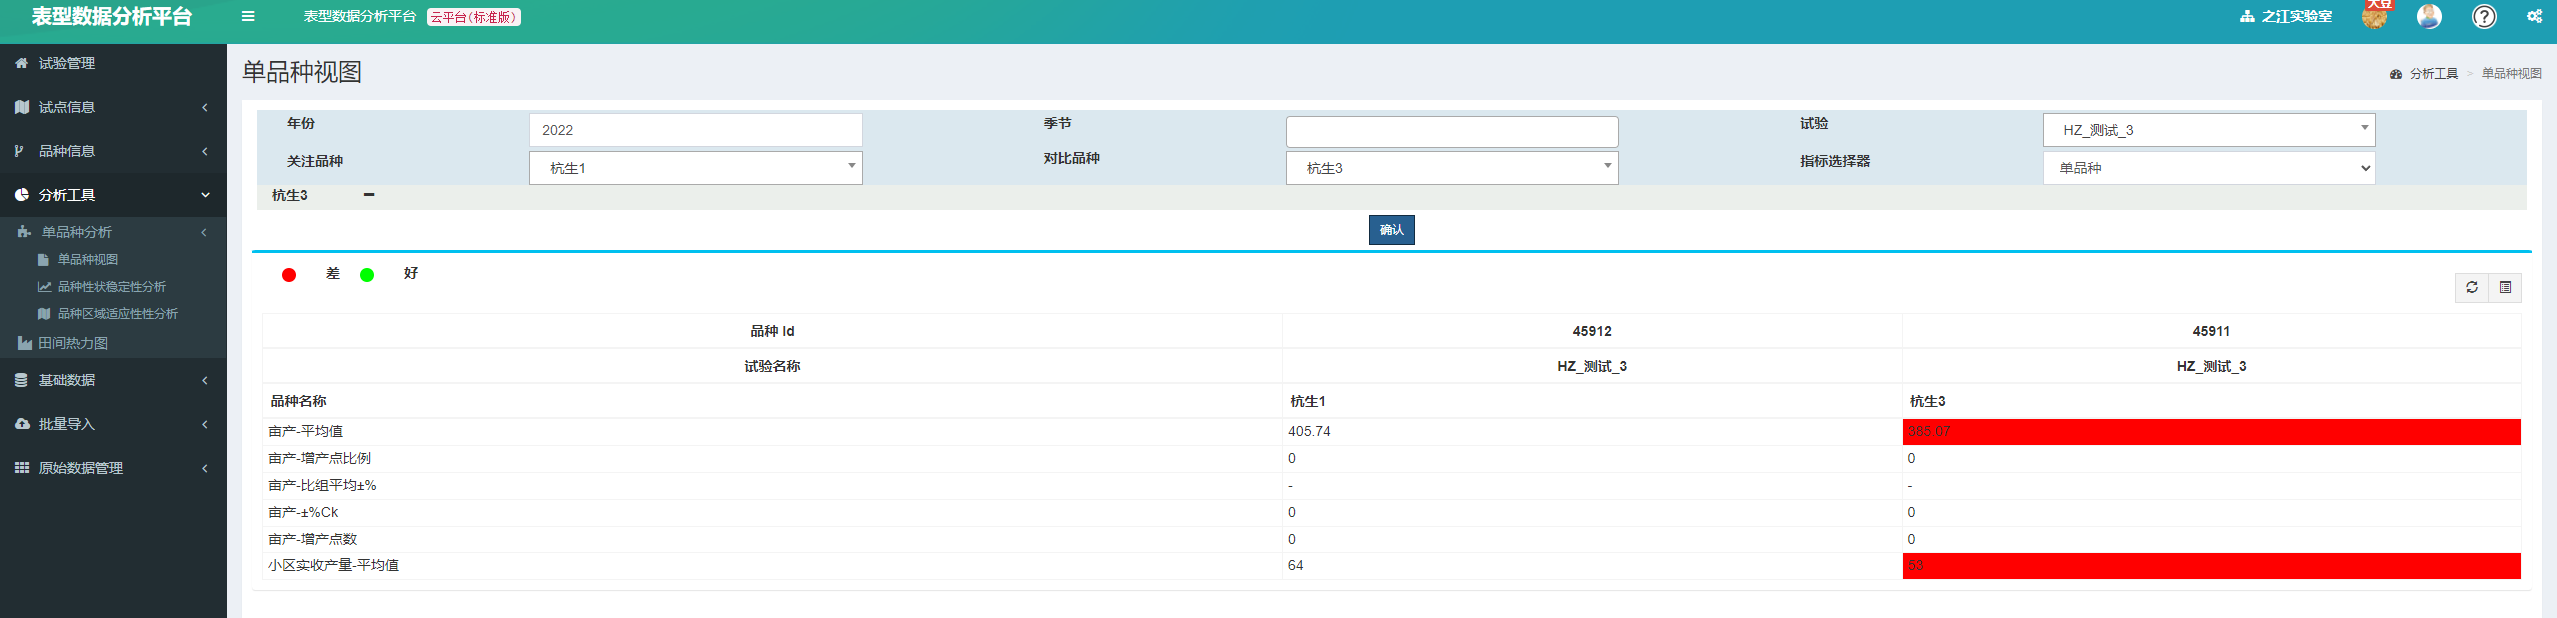 表型数据分析平台
表型数据分析平台 云平台(标准版)
之江实验室
大豆
试验管理
试点信息
品种信息
分析工具
单品种分析
单品种视图
品种性状稳定性分析
品种区域适应性性分析
田间热力图
基础数据
批量导入
原始数据管理
单品种视图
分析工具 > 单品种视图
年份 2022 季节 试验 HZ_测试_3
关注品种 杭生1 对比品种 杭生3 指标选择器 单品种
杭生3
确认
差 好
品种 Id 45912 45911
试验名称 HZ_测试_3 HZ_测试_3
品种名称 杭生1 杭生3
亩产-平均值 405.74 385.07
亩产-增产点比例 0 0
亩产-比组平均±% - -
亩产-±%Ck 0 0
亩产-增产点数 0 0
小区实收产量-平均值 64 53